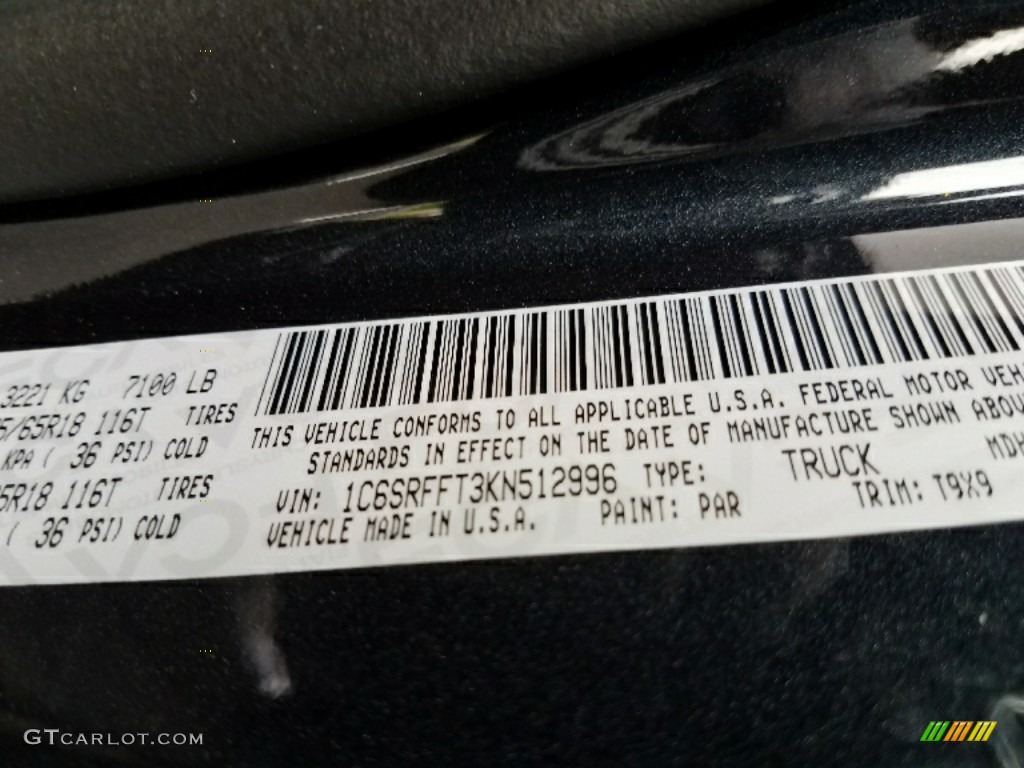 3221 KG 7100 LB
5/65R18 116T TIRES
KPA ( 36 PSI) COLD
5R18 116T TIRES
( 36 PSI) COLD
THIS VEHICLE CONFORMS TO ALL APPLICABLE U.S.A. FEDERAL MOTOR VEH
STANDARDS IN EFFECT ON THE DATE OF MANUFACTURE SHOWN ABOV
VIN: 1C6SRFFT3KN512996 TYPE: TRUCK MDH
VEHICLE MADE IN U.S.A. PAINT: PAR TRIM: T9X9
GTCARLOT.COM